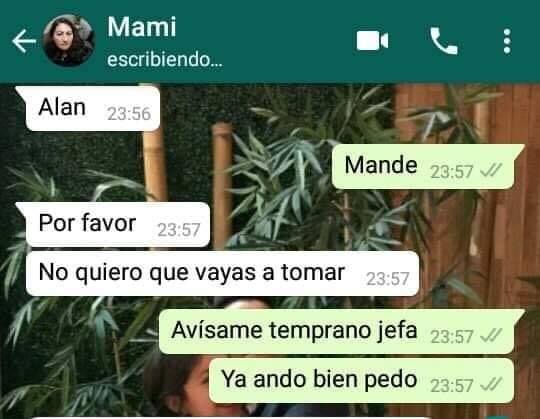 Mami
escribiendo...
Alan 23:56
Mande 23:57
Por favor 23:57
No quiero que vayas a tomar 23:57
Avísame temprano jefa 23:57
Ya ando bien pedo 23:57